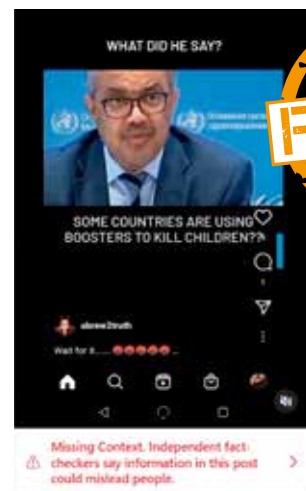 WHAT DID HE SAY?
F
SOME COUNTRIES ARE USING
BOOSTERS TO KILL CHILDREN??
Wait for it.....
Missing Context. Independent fact-
checkers say information in this post
could mislead people.